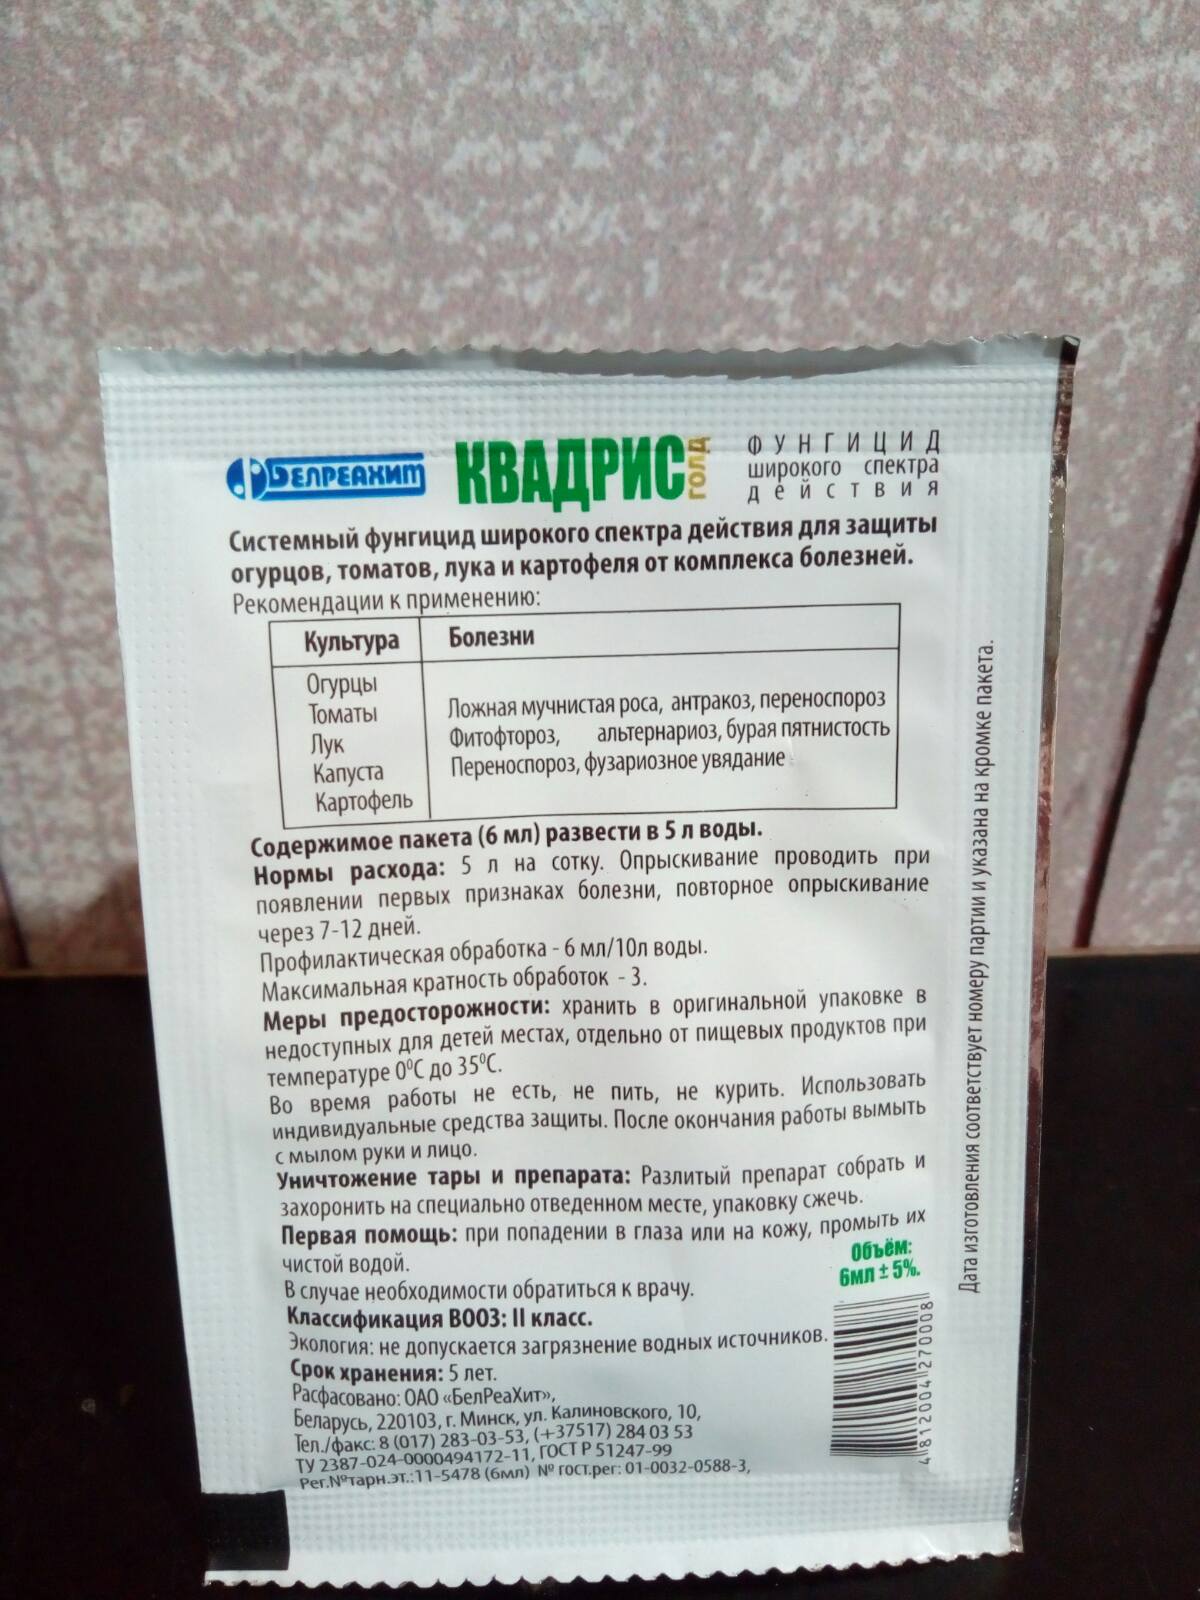 БЕЛРЕАХИТ
КВАДРИС
ГОЛД
ФУНГИЦИД
широкого спектра
действия
Системный фунгицид широкого спектра действия для защиты
огурцов, томатов, лука и картофеля от комплекса болезней.
Рекомендации к применению:
Культура Болезни
Огурцы
Томаты
Лук
Капуста
Картофель
Ложная мучнистая роса, антракоз, переноспороз
Фитофтороз, альтернариоз, бурая пятнистость
Переноспороз, фузариозное увядание
Содержимое пакета (6 мл) развести в 5 л воды.
Нормы расхода: 5 л на сотку. Опрыскивание проводить при
появлении первых признаках болезни, повторное опрыскивание
через 7-12 дней.
Профилактическая обработка - 6 мл/10л воды.
Максимальная кратность обработок - 3.
Меры предосторожности: хранить в оригинальной упаковке в
недоступных для детей местах, отдельно от пищевых продуктов при
температуре 0⁰С до 35⁰С.
Во время работы не есть, не пить, не курить. Использовать
индивидуальные средства защиты. После окончания работы вымыть
с мылом руки и лицо.
Уничтожение тары и препарата: Разлитый препарат собрать и
захоронить на специально отведенном месте, упаковку сжечь.
Первая помощь: при попадении в глаза или на кожу, промыть их
чистой водой.
В случае необходимости обратиться к врачу.
Классификация ВООЗ: II класс.
Экология: не допускается загрязнение водных источников.
Срок хранения: 5 лет.
Расфасовано: ОАО «БелРеаХит»,
Беларусь, 220103, г. Минск, ул. Калиновского, 10,
Тел./факс: 8 (017) 283-03-53, (+37517) 284 03 53
ТУ 2387-024-0000494172-11, ГОСТ Р 51247-99
Рег.№тарн.эт.:11-5478 (6мл) № гост.рег: 01-0032-0588-3,
Объём:
6мл ± 5%.
4812004270008
Дата изготовления соответствует номеру партии и указана на кромке пакета.